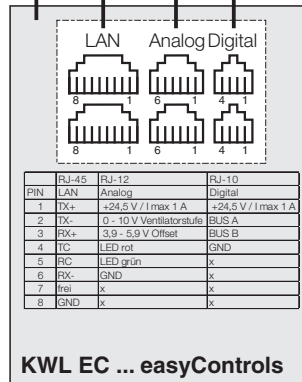 LAN Analog Digital
8 1 6 1 4 1
8 1 6 1 4 1
RJ-45 RJ-12 RJ-10
PIN LAN Analog Digital
1 TX+ +24,5 V / I max 1 A +24,5 V / I max 1 A
2 TX- 0 - 10 V Ventilatorstufe BUS A
3 RX+ 3,9 - 5,9 V Offset BUS B
4 TC LED rot GND
5 RC LED grün x
6 RX- GND x
7 frei x x
8 GND x x
KWL EC ... easyControls